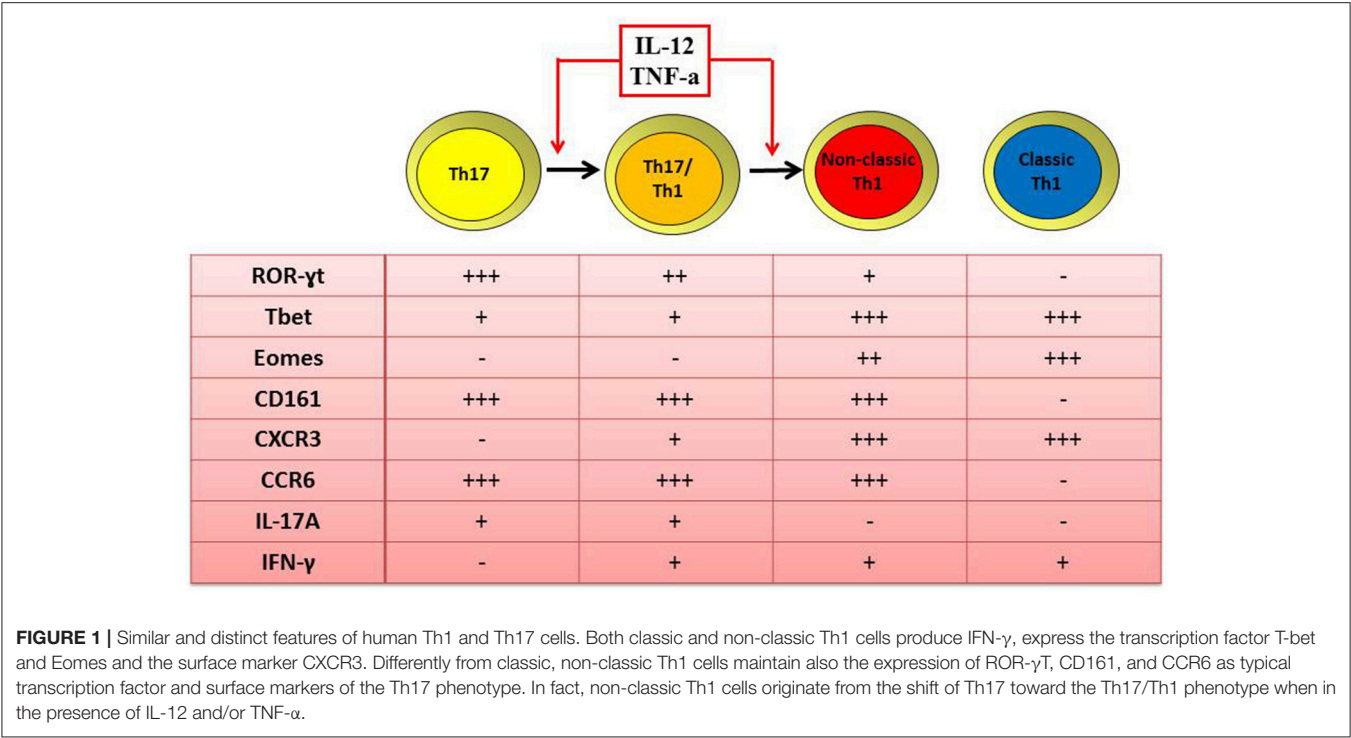 IL-12
TNF-a
Th17
Th17/
Th1
Non-classic
Th1
Classic
Th1
ROR-γt +++ ++ + -
Tbet + + +++ +++
Eomes - - ++ +++
CD161 +++ +++ +++ -
CXCR3 - + +++ +++
CCR6 +++ +++ +++ -
IL-17A + + - -
IFN-γ - + + +
FIGURE 1 | Similar and distinct features of human Th1 and Th17 cells. Both classic and non-classic Th1 cells produce IFN-γ, express the transcription factor T-bet
and Eomes and the surface marker CXCR3. Differently from classic, non-classic Th1 cells maintain also the expression of ROR-γT, CD161, and CCR6 as typical
transcription factor and surface markers of the Th17 phenotype. In fact, non-classic Th1 cells originate from the shift of Th17 toward the Th17/Th1 phenotype when in
the presence of IL-12 and/or TNF-α.